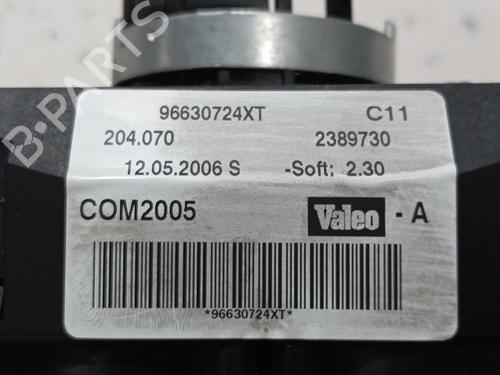 96630724XT C11
204.070 2389730
12.05.2006 S -Soft: 2.30
COM2005 Valeo - A
*96630724XT*
B-PARTS